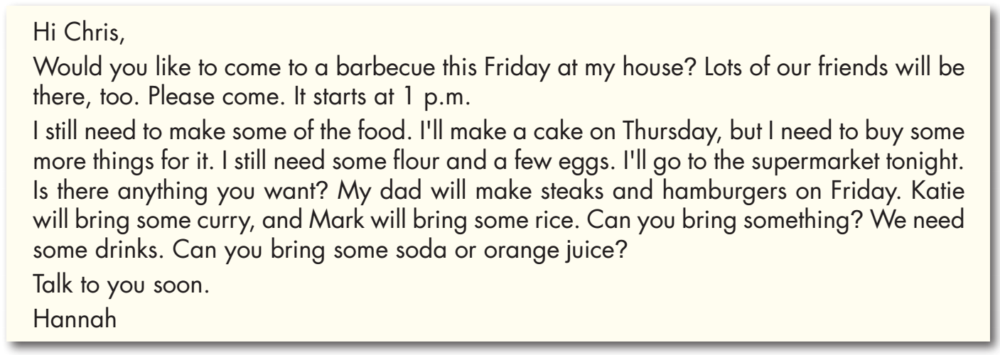 Hi Chris,
Would you like to come to a barbecue this Friday at my house? Lots of our friends will be
there, too. Please come. It starts at 1 p.m.
I still need to make some of the food. I'll make a cake on Thursday, but I need to buy some
more things for it. I still need some flour and a few eggs. I'll go to the supermarket tonight.
Is there anything you want? My dad will make steaks and hamburgers on Friday. Katie
will bring some curry, and Mark will bring some rice. Can you bring something? We need
some drinks. Can you bring some soda or orange juice?
Talk to you soon.
Hannah